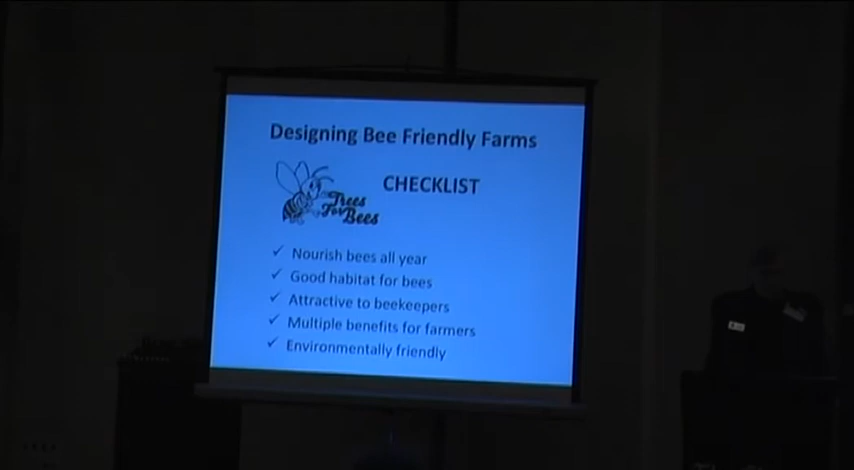 Designing Bee Friendly Farms
CHECKLIST
Trees
For
Bees
✓ Nourish bees all year
✓ Good habitat for bees
✓ Attractive to beekeepers
✓ Multiple benefits for farmers
✓ Environmentally friendly